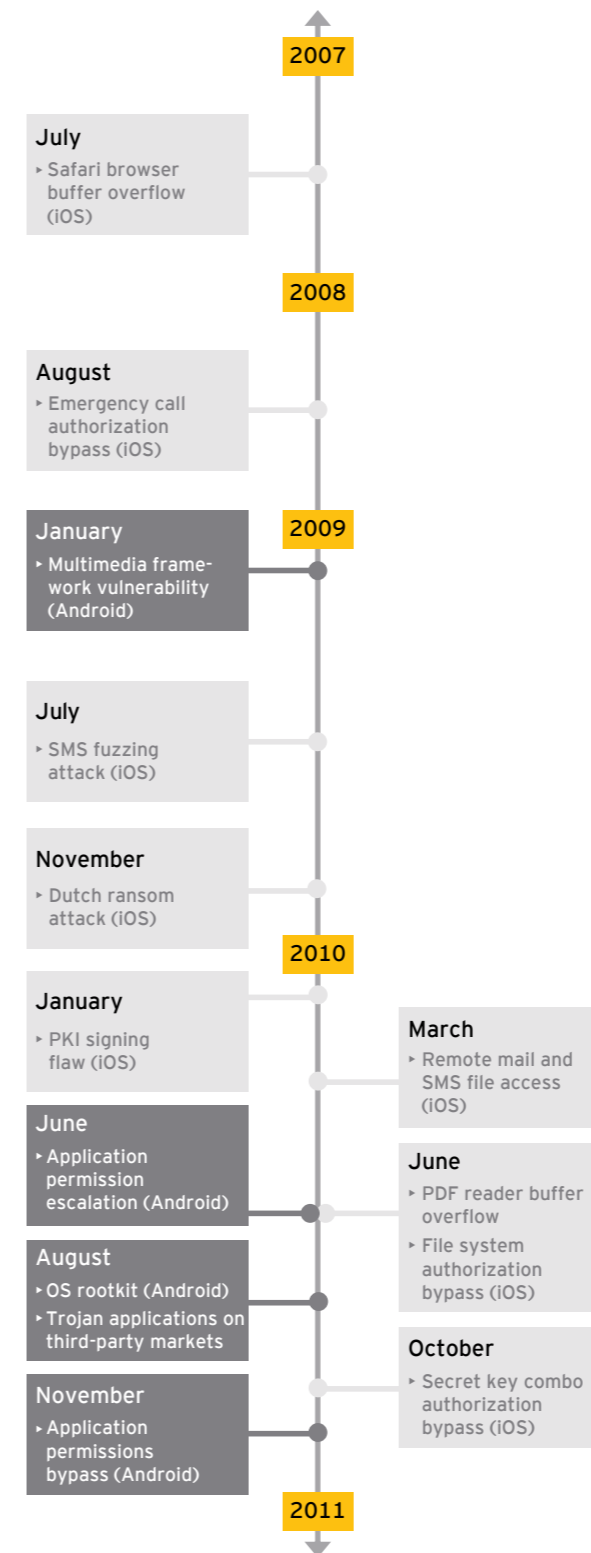 2007
July
‣ Safari browser
buffer overflow
(iOS)
2008
August
‣ Emergency call
authorization
bypass (iOS)
2009
January
‣ Multimedia frame-
work vulnerability
(Android)
July
‣ SMS fuzzing
attack (iOS)
November
‣ Dutch ransom
attack (iOS)
2010
January
‣ PKI signing
flaw (iOS)
March
‣ Remote mail and
SMS file access
(iOS)
June
‣ Application
permission
escalation (Android)
June
‣ PDF reader buffer
overflow
‣ File system
authorization
bypass (iOS)
August
‣ OS rootkit (Android)
‣ Trojan applications on
third-party markets
October
‣ Secret key combo
authorization
bypass (iOS)
November
‣ Application
permissions
bypass (Android)
2011